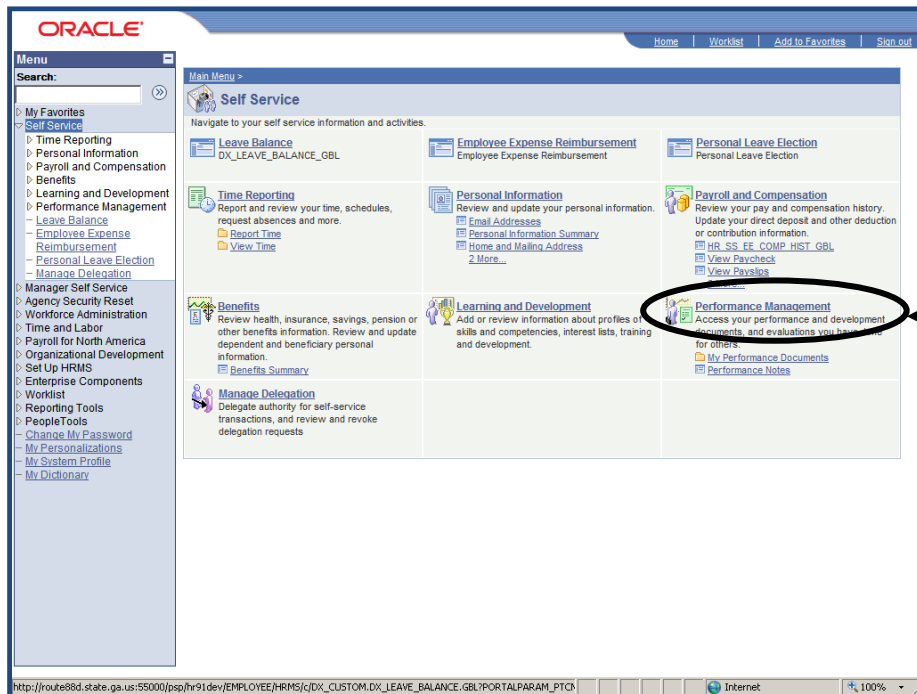 ORACLE'
Home | Worklist | Add to Favorites | Sign out
Menu
Search:
My Favorites
Self Service
Time Reporting
Personal Information
Payroll and Compensation
Benefits
Learning and Development
Performance Management
Leave Balance
Employee Expense
Reimbursement
Personal Leave Election
Manage Delegation
Manager Self Service
Agency Security Reset
Workforce Administration
Time and Labor
Payroll for North America
Organizational Development
Set Up HRMS
Enterprise Components
Worklist
Reporting Tools
PeopleTools
Change My Password
My Personalizations
My System Profile
My Dictionary
Main Menu >
Self Service
Navigate to your self service information and activities.
Leave Balance
DX_LEAVE_BALANCE_GBL
Employee Expense Reimbursement
Employee Expense Reimbursement
Personal Leave Election
Personal Leave Election
Time Reporting
Report and review your time, schedules,
request absences and more.
Report Time
View Time
Personal Information
Review and update your personal information.
Email Addresses
Personal Information Summary
Home and Mailing Address
2 More...
Payroll and Compensation
Review your pay and compensation history.
Update your direct deposit and other deduction
or contribution information.
HR_SS_EE_COMP_HIST_GBL
View Paycheck
View Payslips
Benefits
Review health, insurance, savings, pension or
other benefits information. Review and update
dependent and beneficiary personal
information.
Benefits Summary
Learning and Development
Add or review information about profiles of
skills and competencies, interest lists, training
and development.
Performance Management
Access your performance and development
documents, and evaluations you have done
for others.
My Performance Documents
Performance Notes
Manage Delegation
Delegate authority for self-service
transactions, and review and revoke
delegation requests
http://route88d.state.ga.us:55000/psp/hr91dev/EMPLOYEE/HRMS/c/DX_CUSTOM.DX_LEAVE_BALANCE.GBL?PORTALPARAM_PTCN
Internet
100%